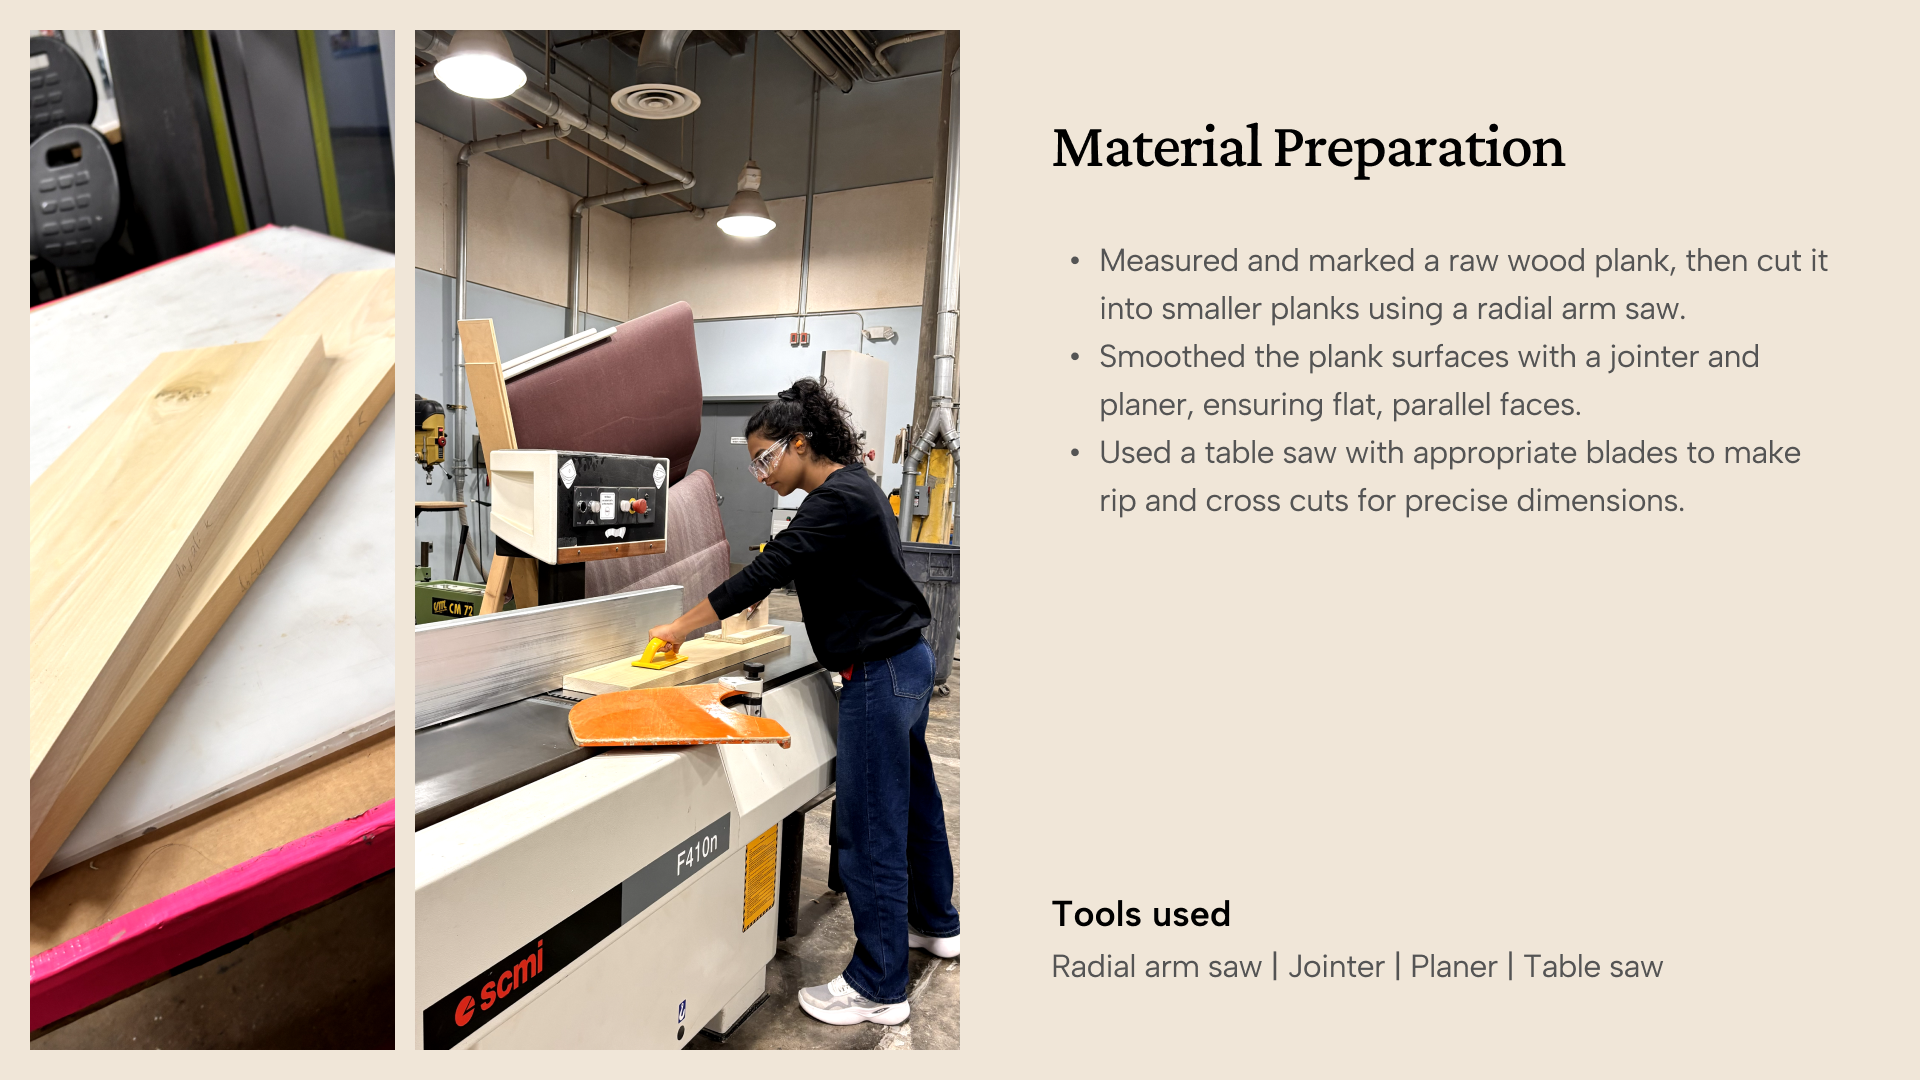 Material Preparation
• Measured and marked a raw wood plank, then cut it
into smaller planks using a radial arm saw.
• Smoothed the plank surfaces with a jointer and
planer, ensuring flat, parallel faces.
• Used a table saw with appropriate blades to make
rip and cross cuts for precise dimensions.
Tools used
Radial arm saw | Jointer | Planer | Table saw
CM 72
F410n
scmi